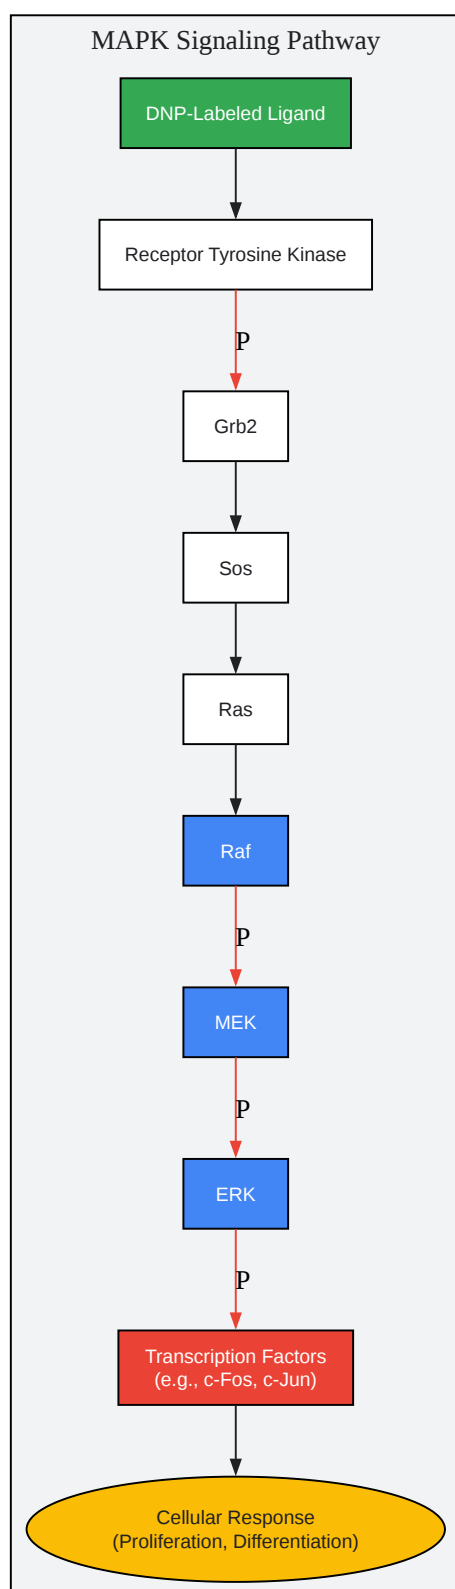 MAPK Signaling Pathway
DNP-Labeled Ligand
Receptor Tyrosine Kinase
P
Grb2
Sos
Ras
Raf
P
MEK
P
ERK
P
Transcription Factors
(e.g., c-Fos, c-Jun)
Cellular Response
(Proliferation, Differentiation)